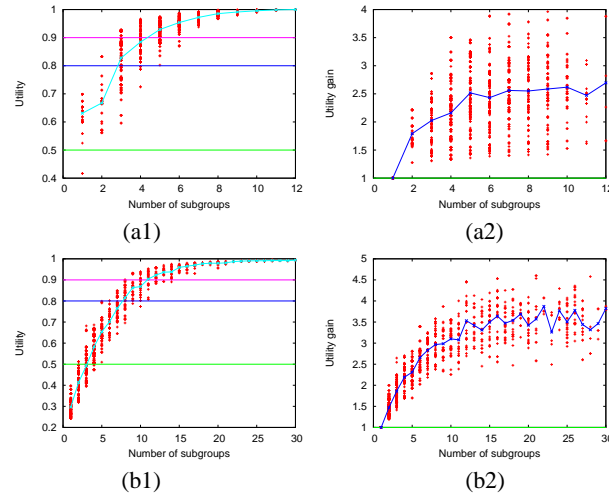 1
0.9
0.8
0.7
0.6
0.5
0.4
Utility
0 2 4 6 8 10 12
Number of subgroups
(a1)
4
3.5
3
2.5
2
1.5
1
Utility gain
0 2 4 6 8 10 12
Number of subgroups
(a2)
1
0.9
0.8
0.7
0.6
0.5
0.4
0.3
0.2
Utility
0 5 10 15 20 25 30
Number of subgroups
(b1)
5
4.5
4
3.5
3
2.5
2
1.5
1
Utility gain
0 5 10 15 20 25 30
Number of subgroups
(b2)